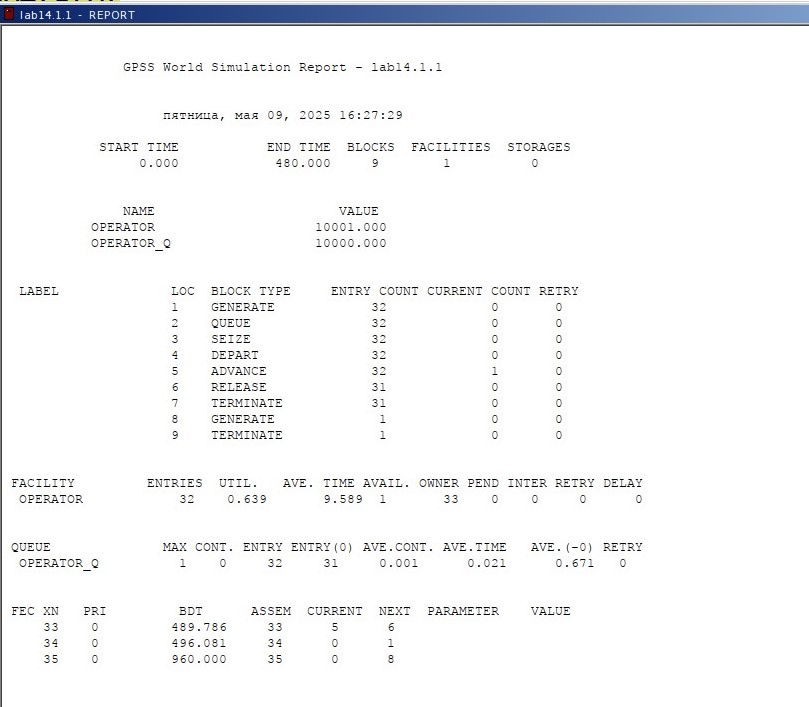 lab14.1.1 - REPORT
GPSS World Simulation Report - lab14.1.1
пятница, мая 09, 2025 16:27:29
START TIME END TIME BLOCKS FACILITIES STORAGES
0.000 480.000 9 1 0
NAME VALUE
OPERATOR 10001.000
OPERATOR_Q 10000.000
LABEL LOC BLOCK TYPE ENTRY COUNT CURRENT COUNT RETRY
1 GENERATE 32 0 0
2 QUEUE 32 0 0
3 SEIZE 32 0 0
4 DEPART 32 0 0
5 ADVANCE 32 1 0
6 RELEASE 31 0 0
7 TERMINATE 31 0 0
8 GENERATE 1 0 0
9 TERMINATE 1 0 0
FACILITY ENTRIES UTIL. AVE. TIME AVAIL. OWNER PEND INTER RETRY DELAY
OPERATOR 32 0.639 9.589 1 33 0 0 0 0
QUEUE MAX CONT. ENTRY ENTRY(0) AVE.CONT. AVE.TIME AVE.(-0) RETRY
OPERATOR_Q 1 0 32 31 0.001 0.021 0.671 0
FEC XN PRI BDT ASSEM CURRENT NEXT PARAMETER VALUE
33 0 489.786 33 5 6
34 0 496.081 34 0 1
35 0 960.000 35 0 8